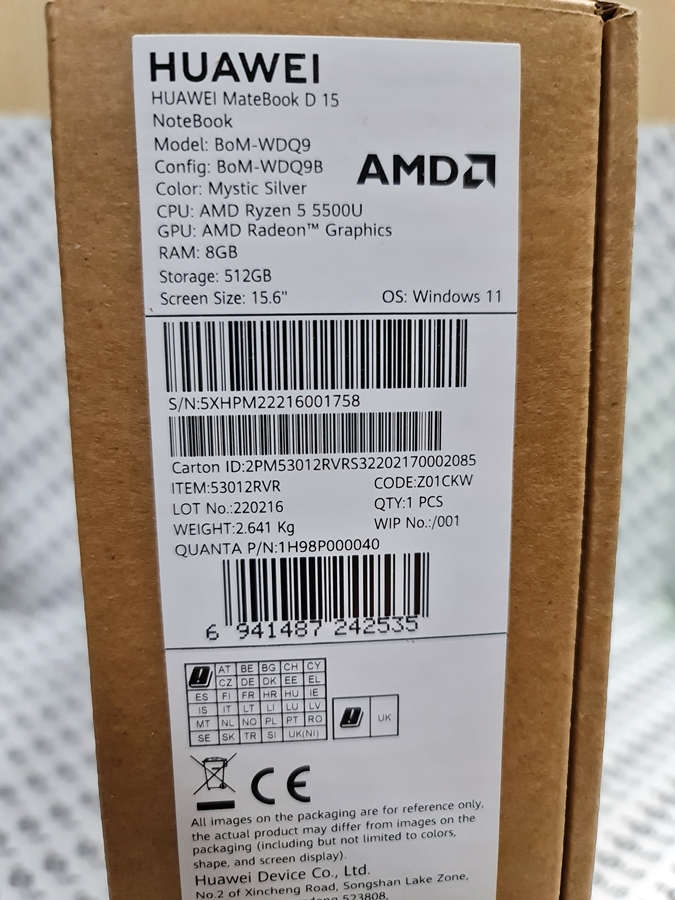 HUAWEI
HUAWEI MateBook D 15
NoteBook
Model: BoM-WDQ9
Config: BoM-WDQ9B
AMD
Color: Mystic Silver
CPU: AMD Ryzen 5 5500U
GPU: AMD Radeon™ Graphics
RAM: 8GB
Storage: 512GB
Screen Size: 15.6" OS: Windows 11
S/N:5XHPM22216001758
Carton ID:2PM53012RVRS32202170002085
ITEM:53012RVR CODE:Z01CKW
LOT No.:220216 QTY:1 PCS
WEIGHT:2.641 Kg WIP No.:/001
QUANTA P/N:1H98P000040
6 941487 242535
AT BE BG CH CY
CZ DE DK EE EL
ES FI FR HR HU IE
IS IT LT LI LU LV
MT NL NO PL PT RO
SE SK TR SI UK(NI)
UK
CE
All images on the packaging are for reference only,
the actual product may differ from images on the
packaging (including but not limited to colors,
shape, and screen display).
Huawei Device Co., Ltd.
No.2 of Xincheng Road, Songshan Lake Zone,
523808,